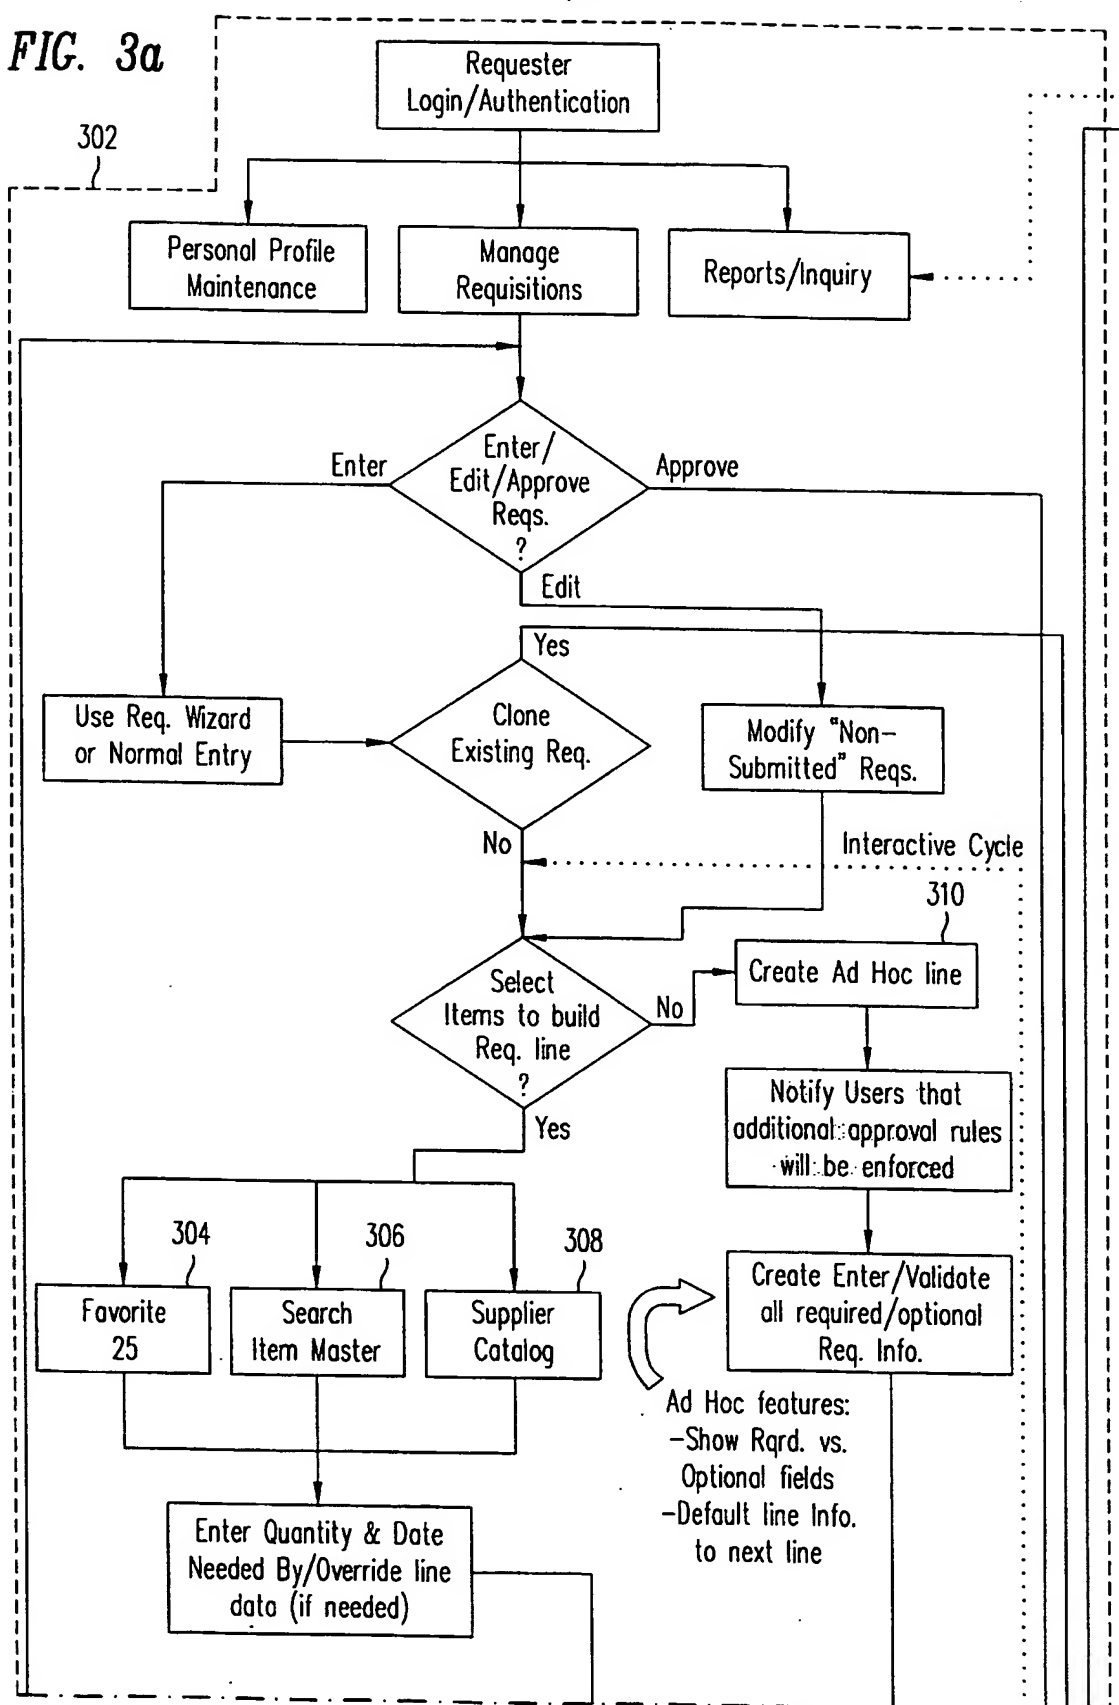 FIG. 3a
302
Requester
Login/Authentication
Personal Profile
Maintenance
Manage
Requisitions
Reports/Inquiry
Enter/
Edit/Approve
Reqs.
?
Enter
Approve
Edit
Yes
Use Req. Wizard
or Normal Entry
Clone
Existing Req.
Modify "Non-
Submitted" Reqs.
No
Interactive Cycle
310
Select
Items to build
Req. line
?
No
Create Ad Hoc line
Yes
Notify Users that
additional approval rules
will be enforced
304
306
308
Favorite
25
Search
Item Master
Supplier
Catalog
Create Enter/Validate
all required/optional
Req. Info.
Ad Hoc features:
-Show Rqrd. vs.
Optional fields
-Default line Info.
to next line
Enter Quantity & Date
Needed By/Override line
data (if needed)